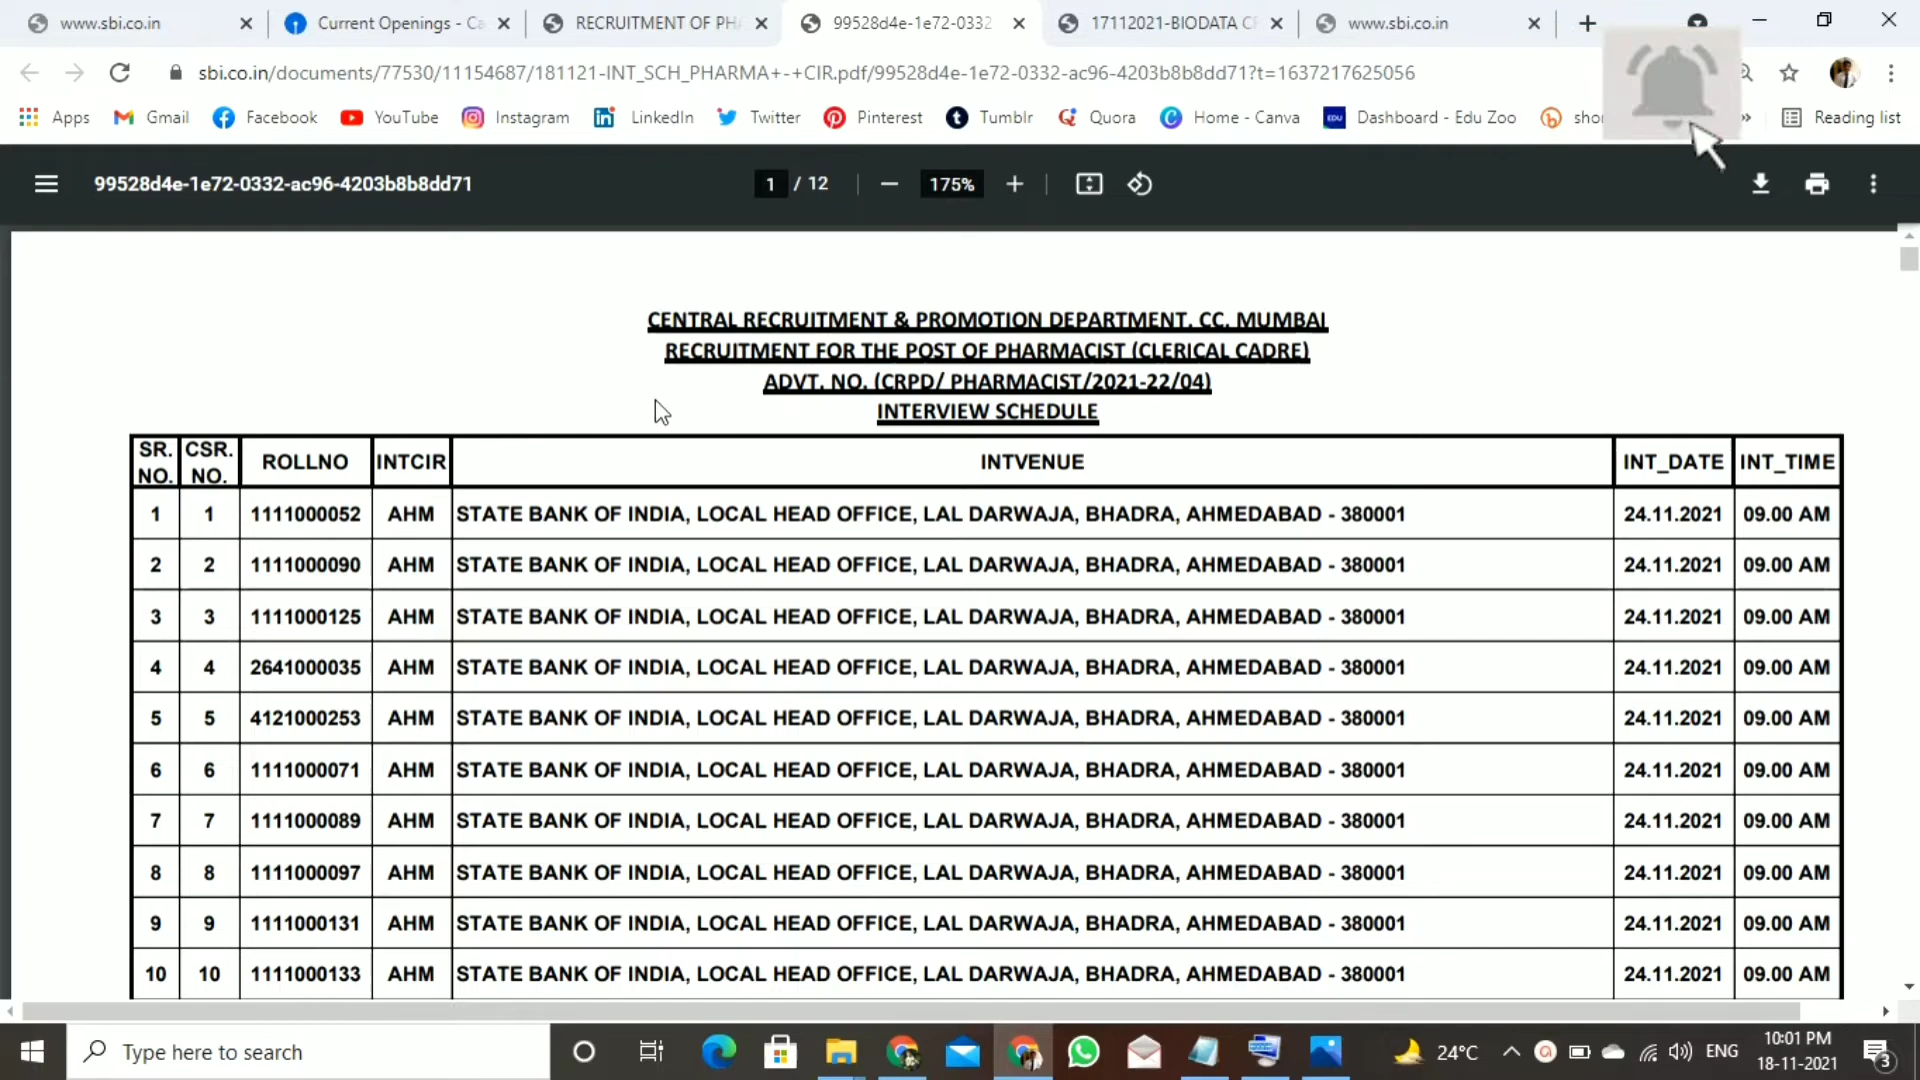 www.sbi.co.in
Current Openings - Ca
RECRUITMENT OF PHA
99528d4e-1e72-0332
17112021-BIODATA CF
www.sbi.co.in
sbi.co.in/documents/77530/11154687/181121-INT_SCH_PHARMA+-+CIR.pdf/99528d4e-1e72-0332-ac96-4203b8b8dd71?t=1637217625056
Apps Gmail Facebook YouTube Instagram LinkedIn Twitter Pinterest Tumblr Quora Home - Canva EDU Dashboard - Edu Zoo shor » Reading list
99528d4e-1e72-0332-ac96-4203b8b8dd71 1 / 12 — 175% +
CENTRAL RECRUITMENT & PROMOTION DEPARTMENT, CC, MUMBAI
RECRUITMENT FOR THE POST OF PHARMACIST (CLERICAL CADRE)
ADVT. NO. (CRPD/ PHARMACIST/2021-22/04)
INTERVIEW SCHEDULE
SR. NO. CSR. NO. ROLLNO INTCIR INTVENUE INT_DATE INT_TIME
1 1 1111000052 AHM STATE BANK OF INDIA, LOCAL HEAD OFFICE, LAL DARWAJA, BHADRA, AHMEDABAD - 380001 24.11.2021 09.00 AM
2 2 1111000090 AHM STATE BANK OF INDIA, LOCAL HEAD OFFICE, LAL DARWAJA, BHADRA, AHMEDABAD - 380001 24.11.2021 09.00 AM
3 3 1111000125 AHM STATE BANK OF INDIA, LOCAL HEAD OFFICE, LAL DARWAJA, BHADRA, AHMEDABAD - 380001 24.11.2021 09.00 AM
4 4 2641000035 AHM STATE BANK OF INDIA, LOCAL HEAD OFFICE, LAL DARWAJA, BHADRA, AHMEDABAD - 380001 24.11.2021 09.00 AM
5 5 4121000253 AHM STATE BANK OF INDIA, LOCAL HEAD OFFICE, LAL DARWAJA, BHADRA, AHMEDABAD - 380001 24.11.2021 09.00 AM
6 6 1111000071 AHM STATE BANK OF INDIA, LOCAL HEAD OFFICE, LAL DARWAJA, BHADRA, AHMEDABAD - 380001 24.11.2021 09.00 AM
7 7 1111000089 AHM STATE BANK OF INDIA, LOCAL HEAD OFFICE, LAL DARWAJA, BHADRA, AHMEDABAD - 380001 24.11.2021 09.00 AM
8 8 1111000097 AHM STATE BANK OF INDIA, LOCAL HEAD OFFICE, LAL DARWAJA, BHADRA, AHMEDABAD - 380001 24.11.2021 09.00 AM
9 9 1111000131 AHM STATE BANK OF INDIA, LOCAL HEAD OFFICE, LAL DARWAJA, BHADRA, AHMEDABAD - 380001 24.11.2021 09.00 AM
10 10 1111000133 AHM STATE BANK OF INDIA, LOCAL HEAD OFFICE, LAL DARWAJA, BHADRA, AHMEDABAD - 380001 24.11.2021 09.00 AM
Type here to search
24°C
ENG
10:01 PM
18-11-2021
3